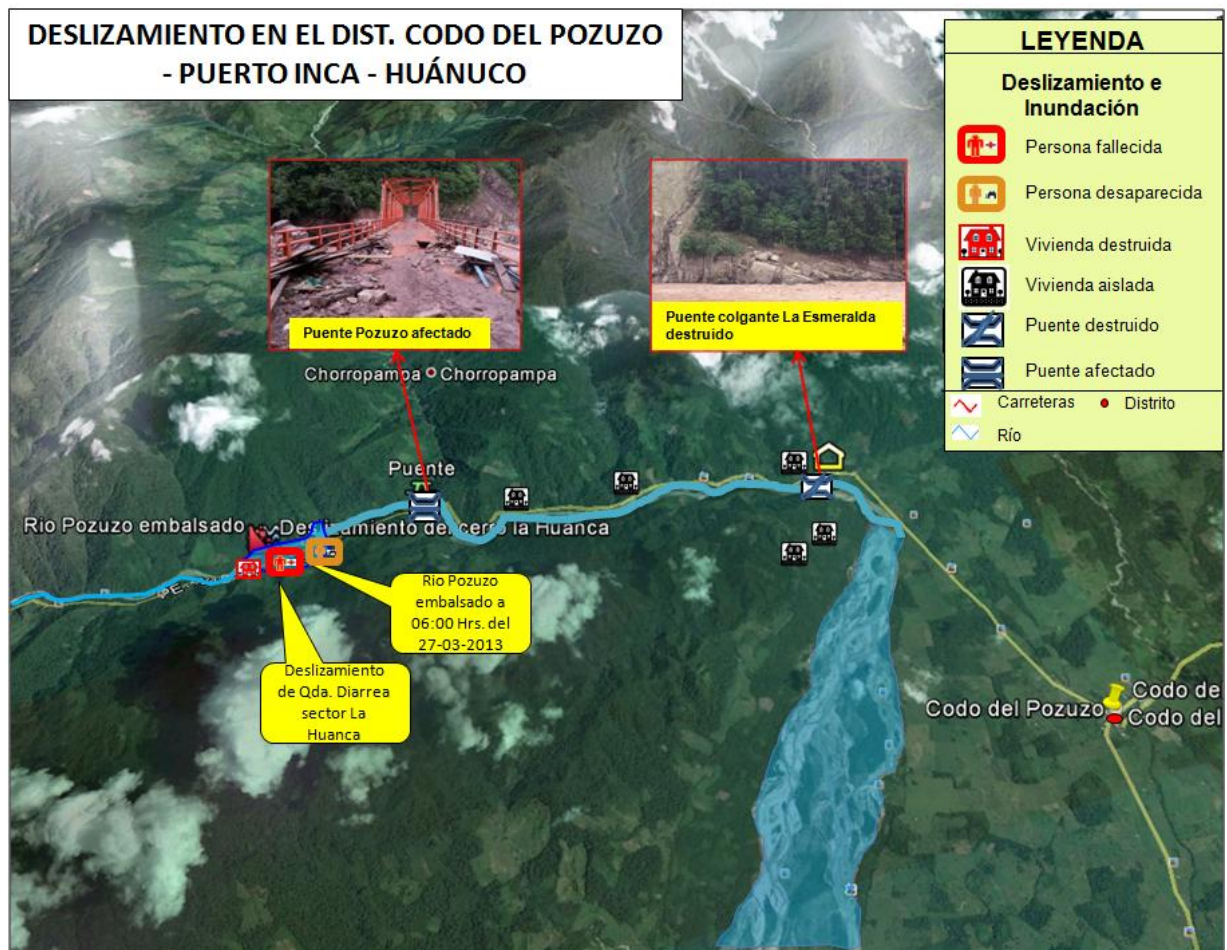 DESLIZAMIENTO EN EL DIST. CODO DEL POZUZO
- PUERTO INCA - HUÁNUCO
LEYENDA
Deslizamiento e
Inundación
Persona fallecida
Persona desaparecida
Vivienda destruida
Vivienda aislada
Puente destruido
Puente afectado
Carreteras
Distrito
Río
Puente Pozuzo afectado
Puente colgante La Esmeralda
destruido
Chorropampa
Chorropampa
Puente
Rio Pozuzo embalsado
Deslizamiento del cerro la Huanca
PE-
Rio Pozuzo
embalsado a
06:00 Hrs. del
27-03-2013
Deslizamiento
de Qda. Diarrea
sector La
Huanca
Codo de
Codo del Pozuzo
Codo del